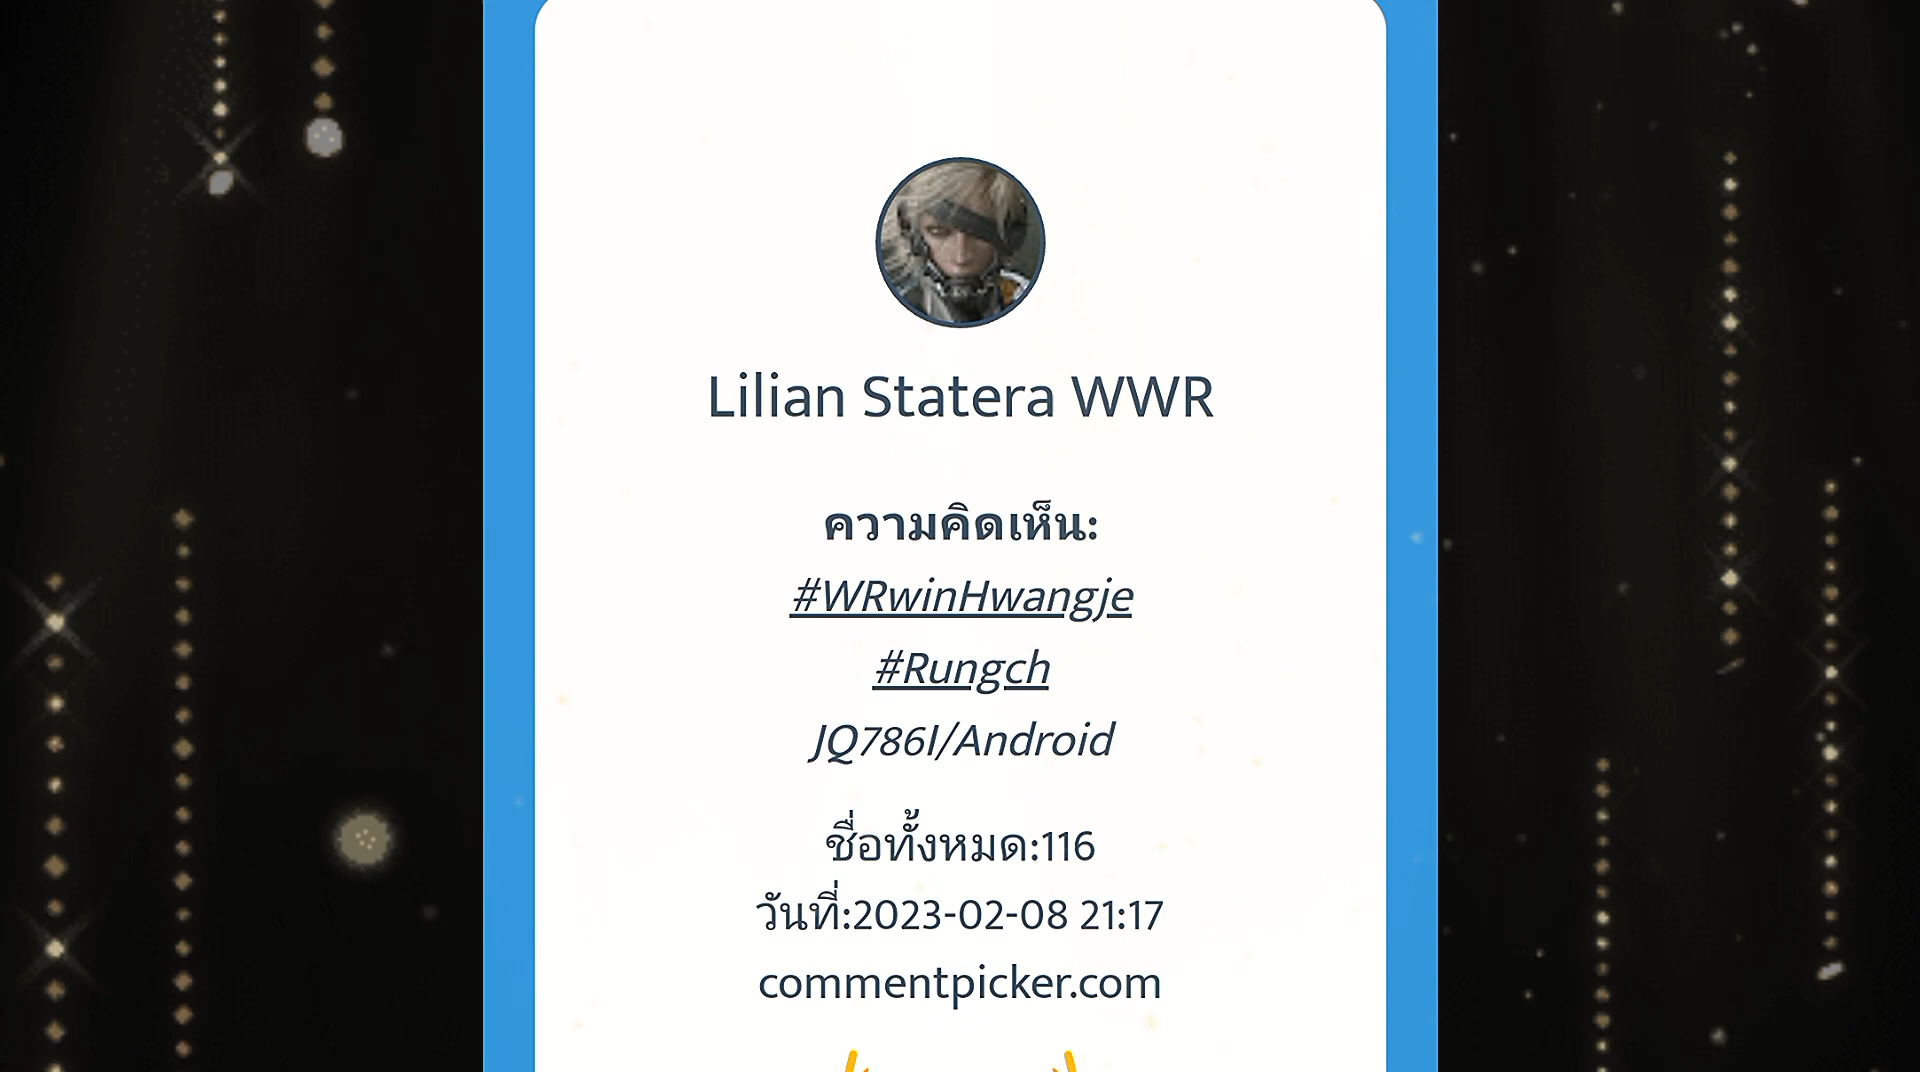 Lilian Statera WWR
ความคิดเห็น:
#WRwinHwangje
#Rungch
JQ786I/Android
ชื่อทั้งหมด:116
วันที่:2023-02-08 21:17
commentpicker.com